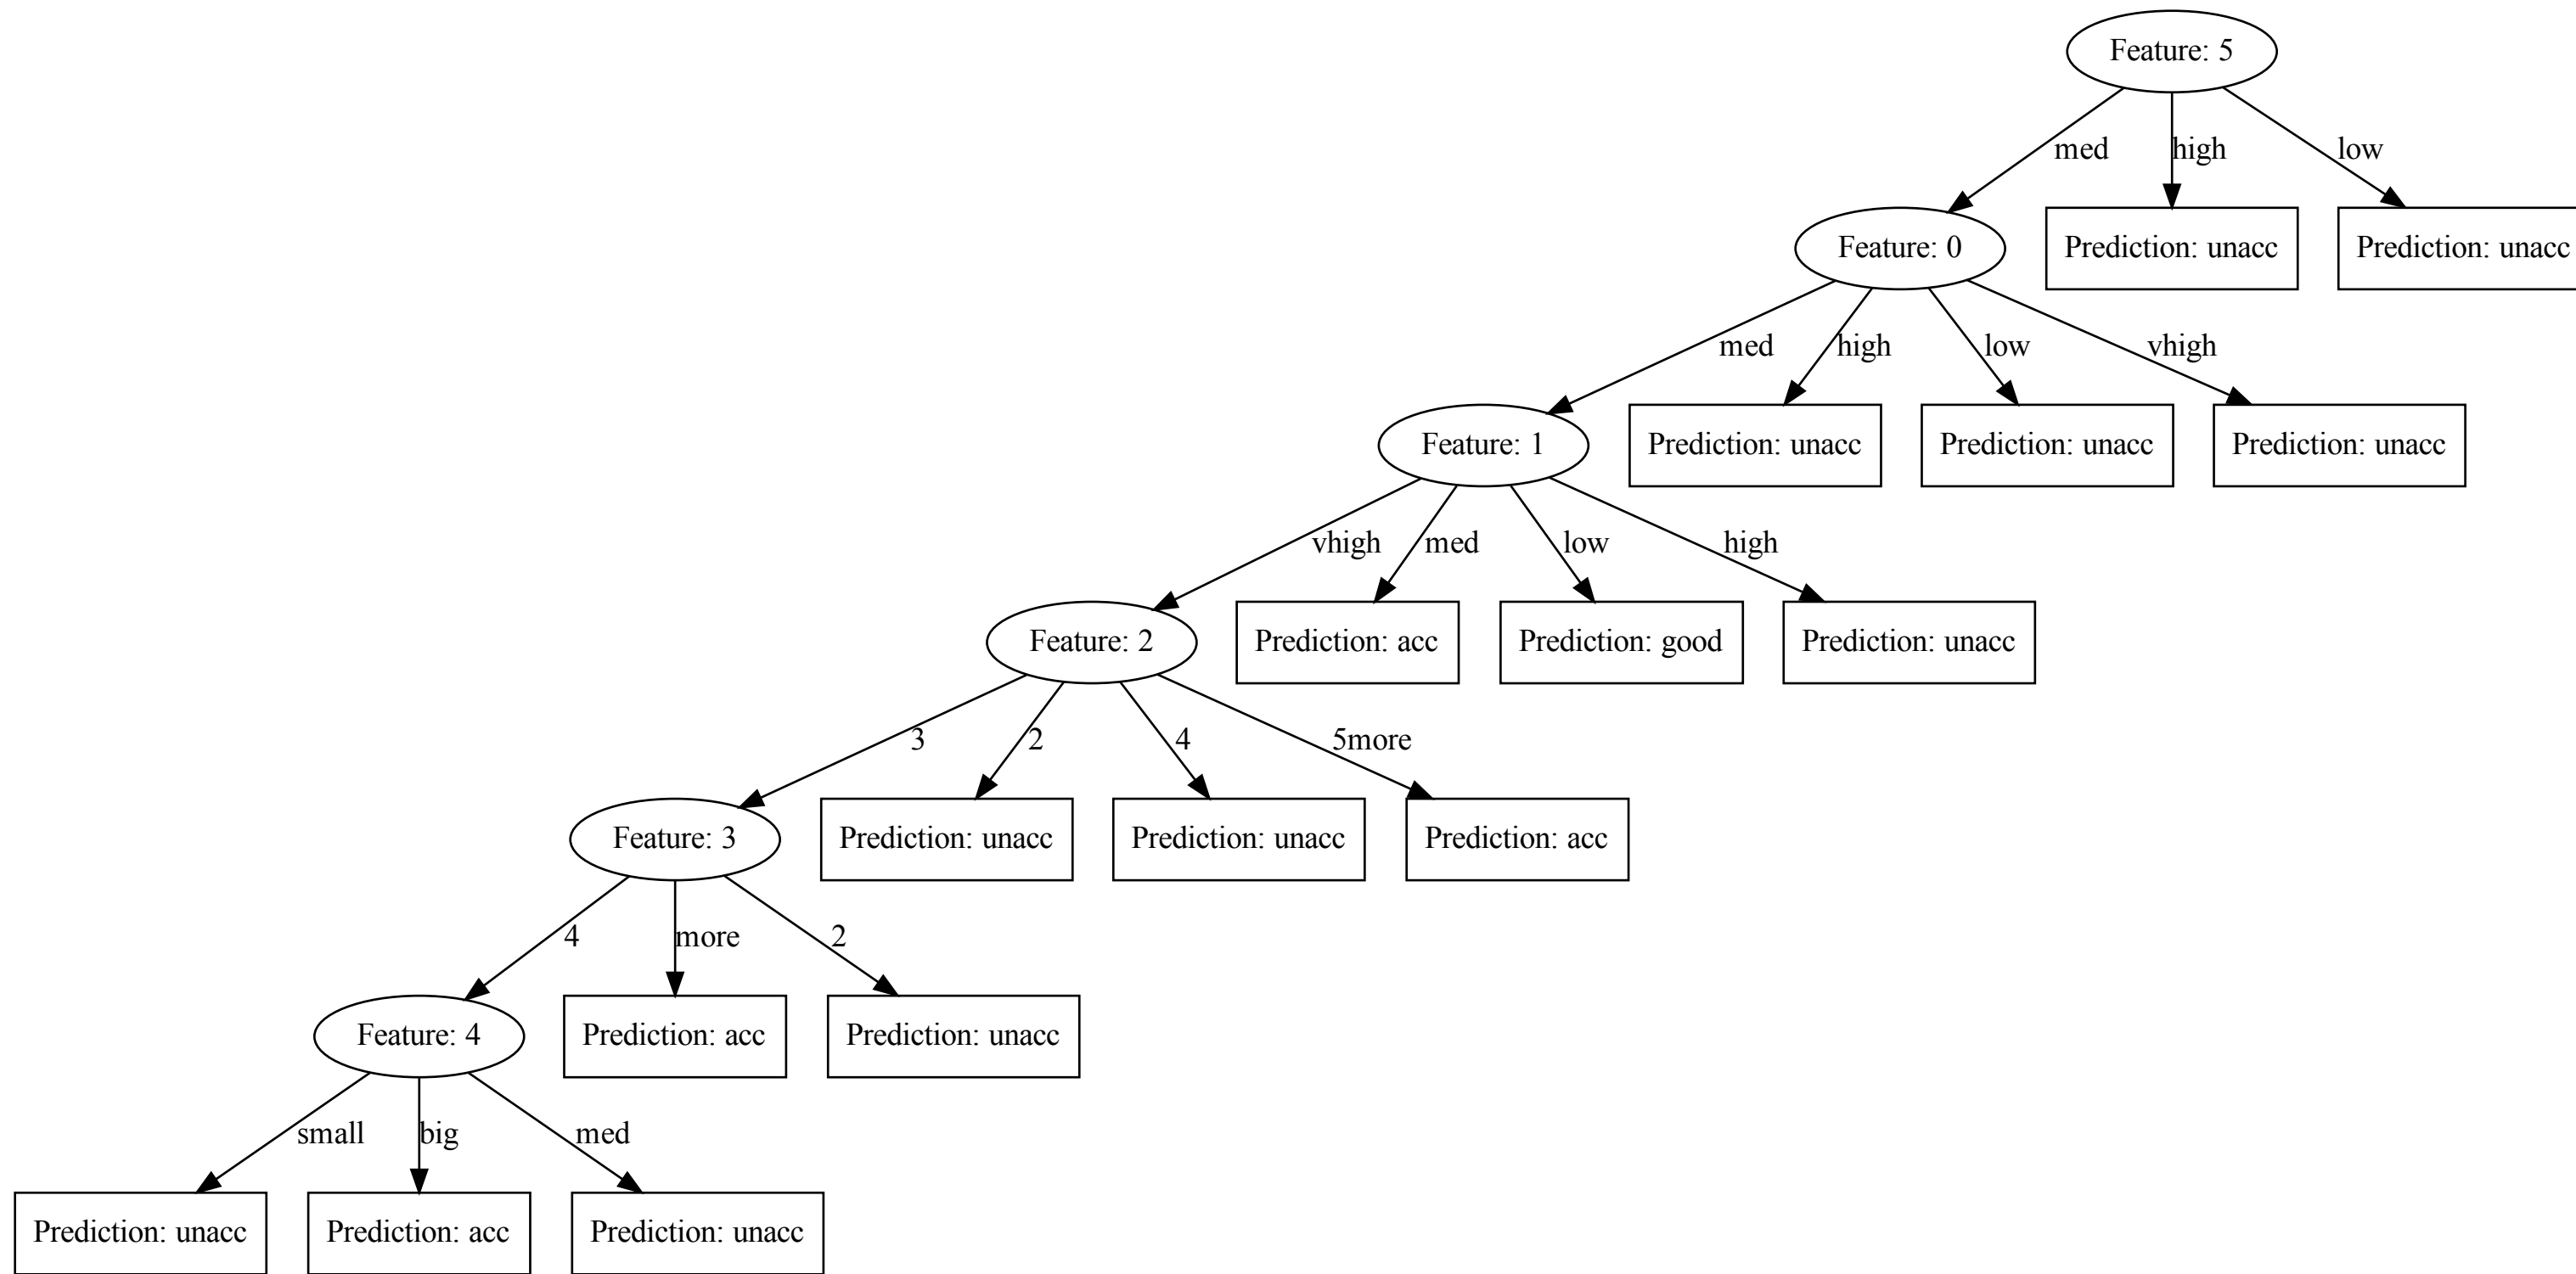 Feature: 5
med
high
low
Feature: 0
Prediction: unacc
Prediction: unacc
med
high
low
vhigh
Feature: 1
Prediction: unacc
Prediction: unacc
Prediction: unacc
vhigh
med
low
high
Feature: 2
Prediction: acc
Prediction: good
Prediction: unacc
3
2
4
5more
Feature: 3
Prediction: unacc
Prediction: unacc
Prediction: acc
4
more
2
Feature: 4
Prediction: acc
Prediction: unacc
small
big
med
Prediction: unacc
Prediction: acc
Prediction: unacc